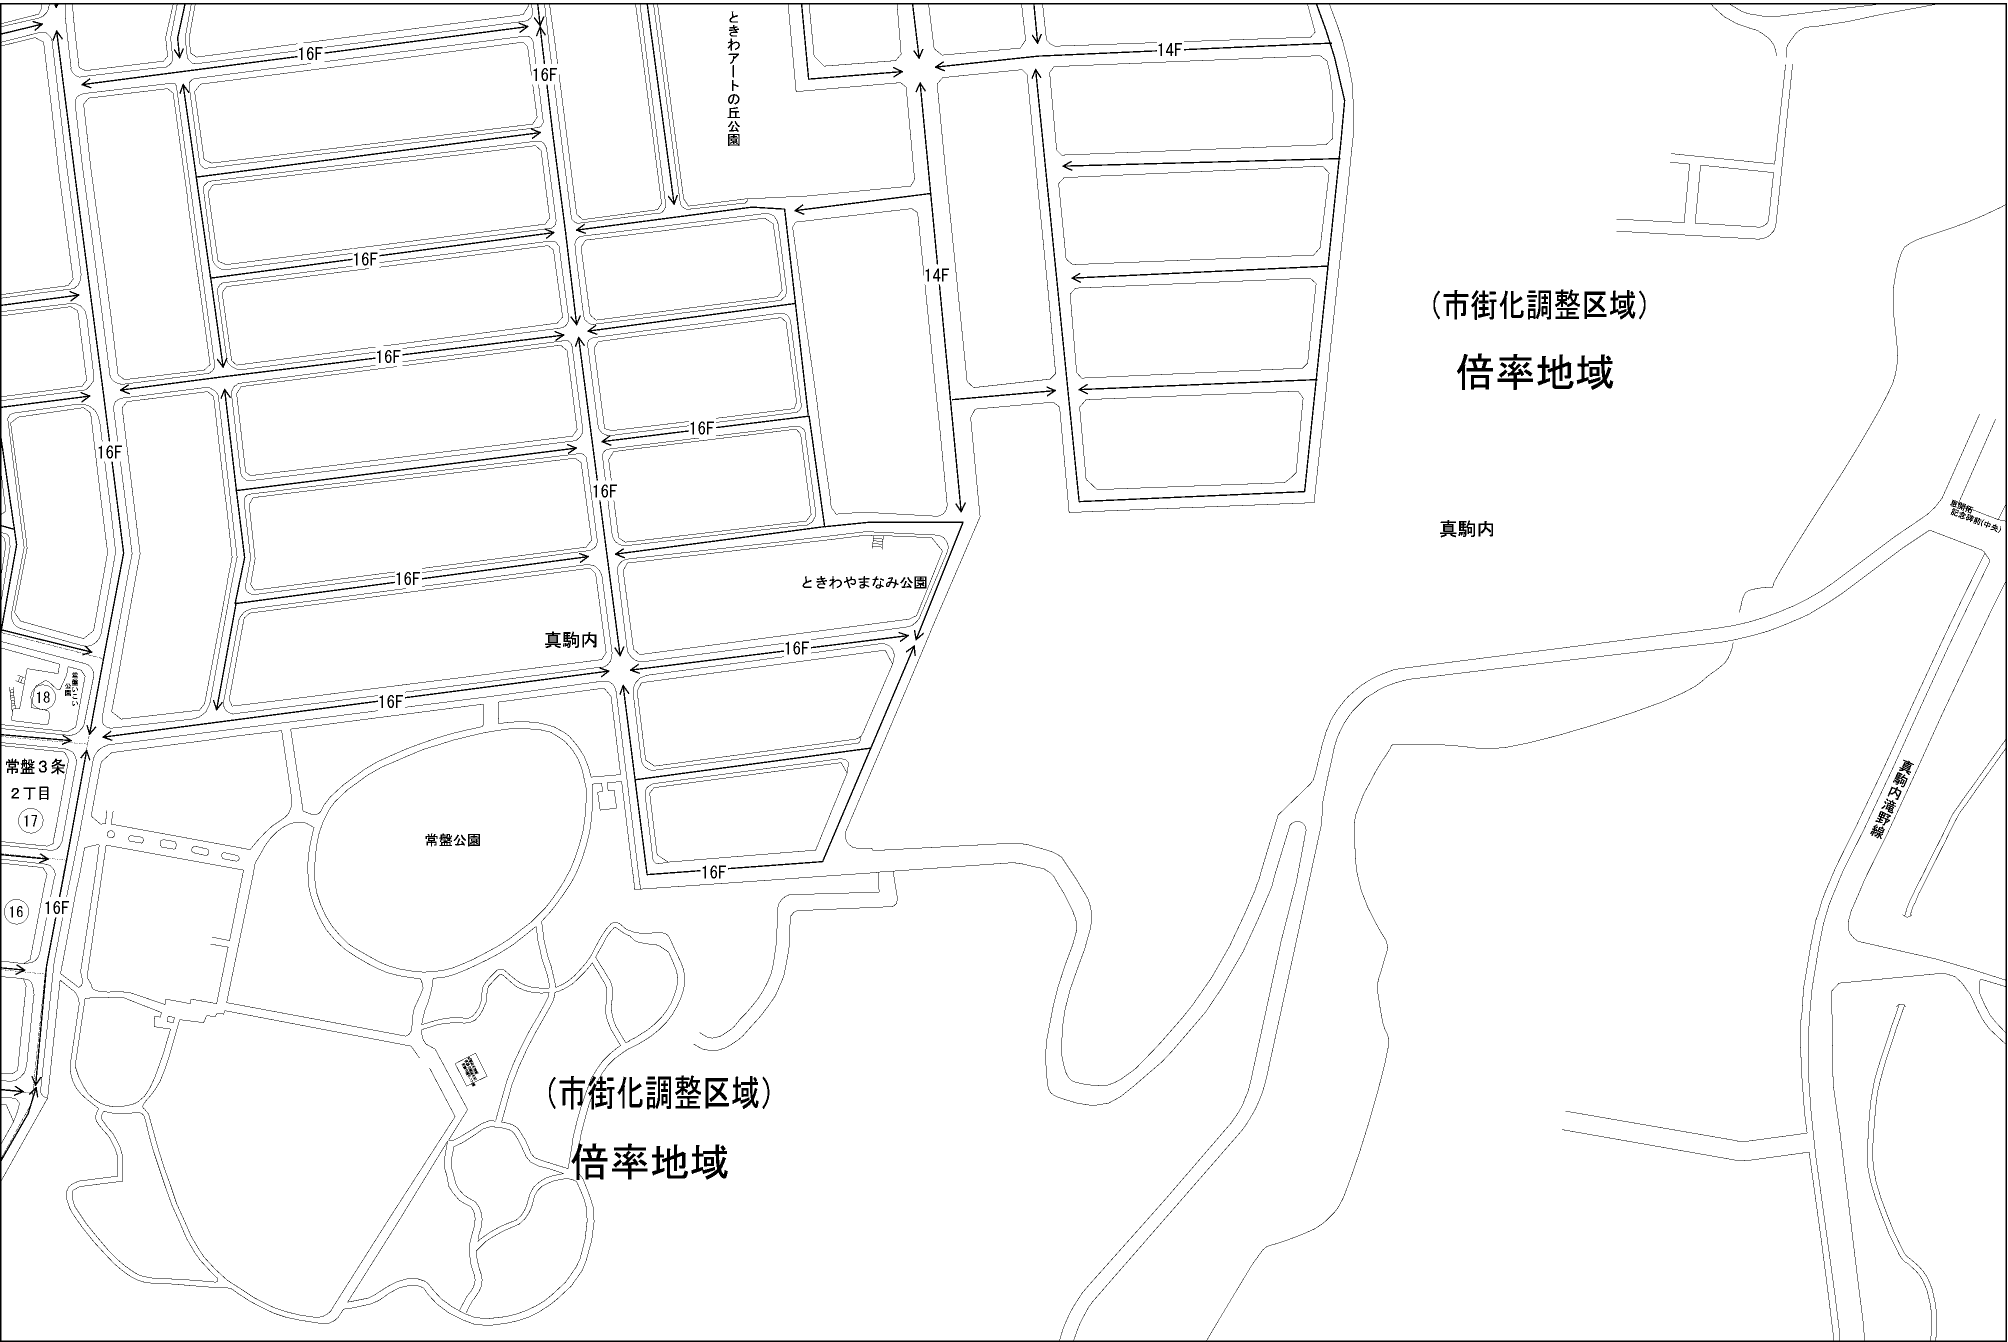 16F
16F
ときわアートの丘公園
14F
16F
14F
(市街化調整区域)
16F
倍率地域
16F
16F
16F
真駒内
16F
ときわやまなみ公園
真駒内
16F
18
公園
16F
常盤3条
2丁目
17
真駒内滝野線
常盤公園
16F
16
16F
(市街化調整区域)
倍率地域